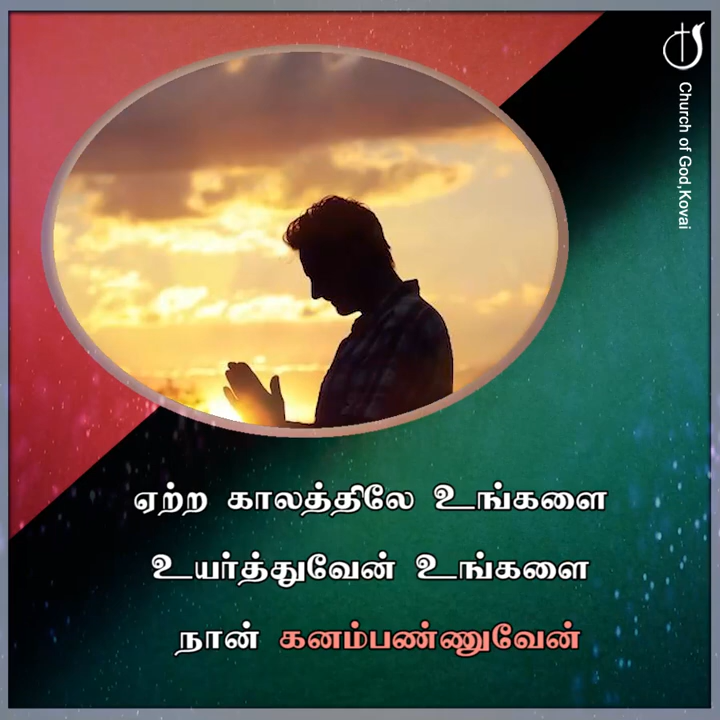 Church of God,Kovai
ஏற்ற காலத்திலே உங்களை
உயர்த்துவேன் உங்களை
நான் கனம்பண்ணுவேன்